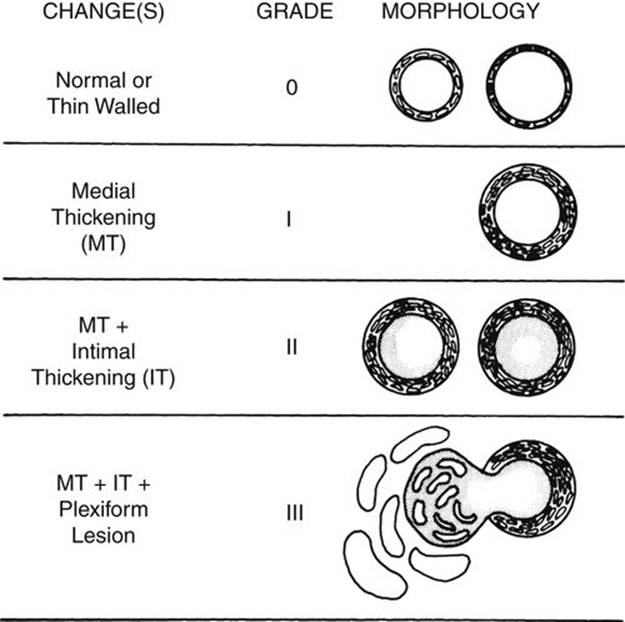 CHANGE(S) GRADE MORPHOLOGY
Normal or
Thin Walled
0
Medial
Thickening
(MT)
I
MT +
Intimal
Thickening (IT)
II
MT + IT +
Plexiform
Lesion
III